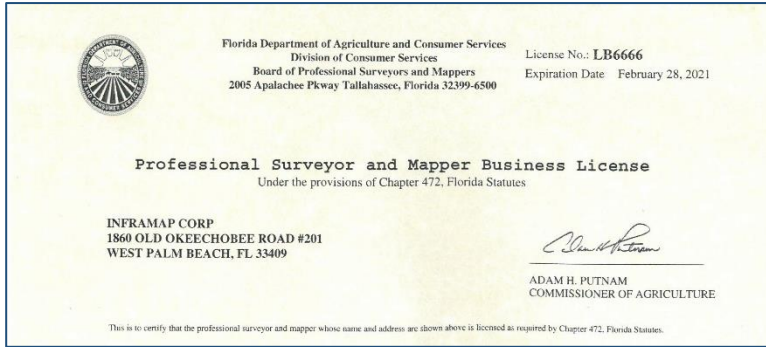 Florida Department of Agriculture and Consumer Services
Division of Consumer Services
Board of Professional Surveyors and Mappers
2005 Apalachee Pkway Tallahassee, Florida 32399-6500
License No.: LB6666
Expiration Date February 28, 2021
Professional Surveyor and Mapper Business License
Under the provisions of Chapter 472, Florida Statutes
INFRAMAP CORP
1860 OLD OKEECHOBEE ROAD #201
WEST PALM BEACH, FL 33409
Adam H Putnam
ADAM H. PUTNAM
COMMISSIONER OF AGRICULTURE
This is to certify that the professional surveyor and mapper whose name and address are shown above is licensed as required by Chapter 472, Florida Statutes.